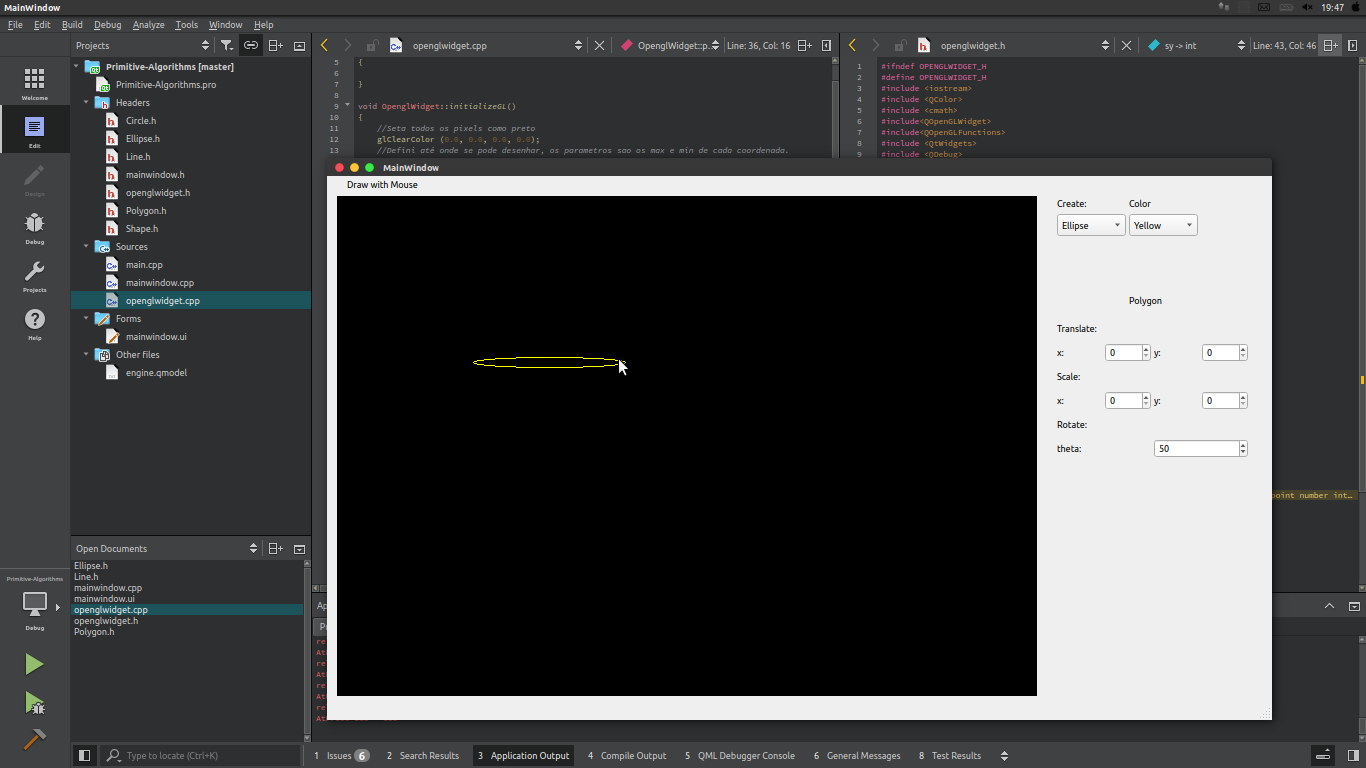 MainWindow
19:47
File Edit Build Debug Analyze Tools Window Help
Projects
openglwidget.cpp
OpenglWidget::p...
Line: 36, Col: 16
openglwidget.h
sy -> int
Line: 43, Col: 46
Welcome
Edit
Design
Debug
Projects
Help
Primitive-Algorithms [master]
Primitive-Algorithms.pro
Headers
Circle.h
Ellipse.h
Line.h
mainwindow.h
openglwidget.h
Polygon.h
Shape.h
Sources
main.cpp
mainwindow.cpp
openglwidget.cpp
Forms
mainwindow.ui
Other files
engine.qmodel
5 {
6
7 }
8
9 void OpenglWidget::initializeGL()
10 {
11 //Seta todos os pixels como preto
12 glClearColor (0.0, 0.0, 0.0, 0.0);
13 //Defini até onde se pode desenhar, os parametros sao os max e min de cada coordenada.
1 #ifndef OPENGLWIDGET_H
2 #define OPENGLWIDGET_H
3 #include <iostream>
4 #include <QColor>
5 #include <cmath>
6 #include<QOpenGLWidget>
7 #include<QOpenGLFunctions>
8 #include <QtWidgets>
9 #include <QDebug>
MainWindow
Draw with Mouse
Create: Color
Ellipse Yellow
Polygon
Translate:
x: 0 y: 0
Scale:
x: 0 y: 0
Rotate:
theta: 50
point number int...
Open Documents
Ellipse.h
Line.h
mainwindow.cpp
mainwindow.ui
openglwidget.cpp
openglwidget.h
Polygon.h
Primitive-Algorithms
Debug
Type to locate (Ctrl+K)
1 Issues 6 2 Search Results 3 Application Output 4 Compile Output 5 QML Debugger Console 6 General Messages 8 Test Results